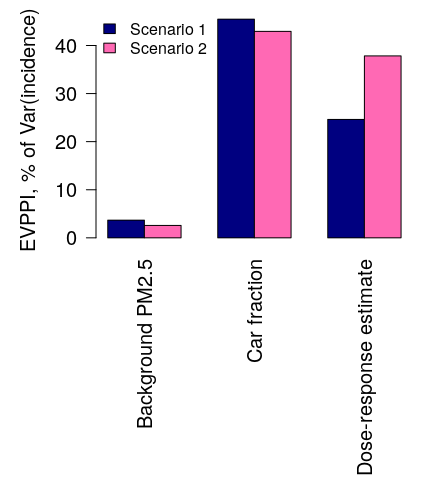 EVPPI, % of Var(incidence)
40
30
20
10
0
Scenario 1
Scenario 2
Background PM2.5
Car fraction
Dose-response estimate